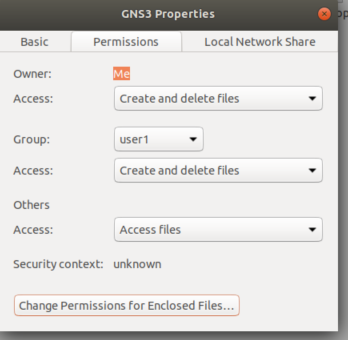 GNS3 Properties
Basic Permissions Local Network Share
Owner: Me
Access: Create and delete files
Group: user1
Access: Create and delete files
Others
Access: Access files
Security context: unknown
Change Permissions for Enclosed Files…